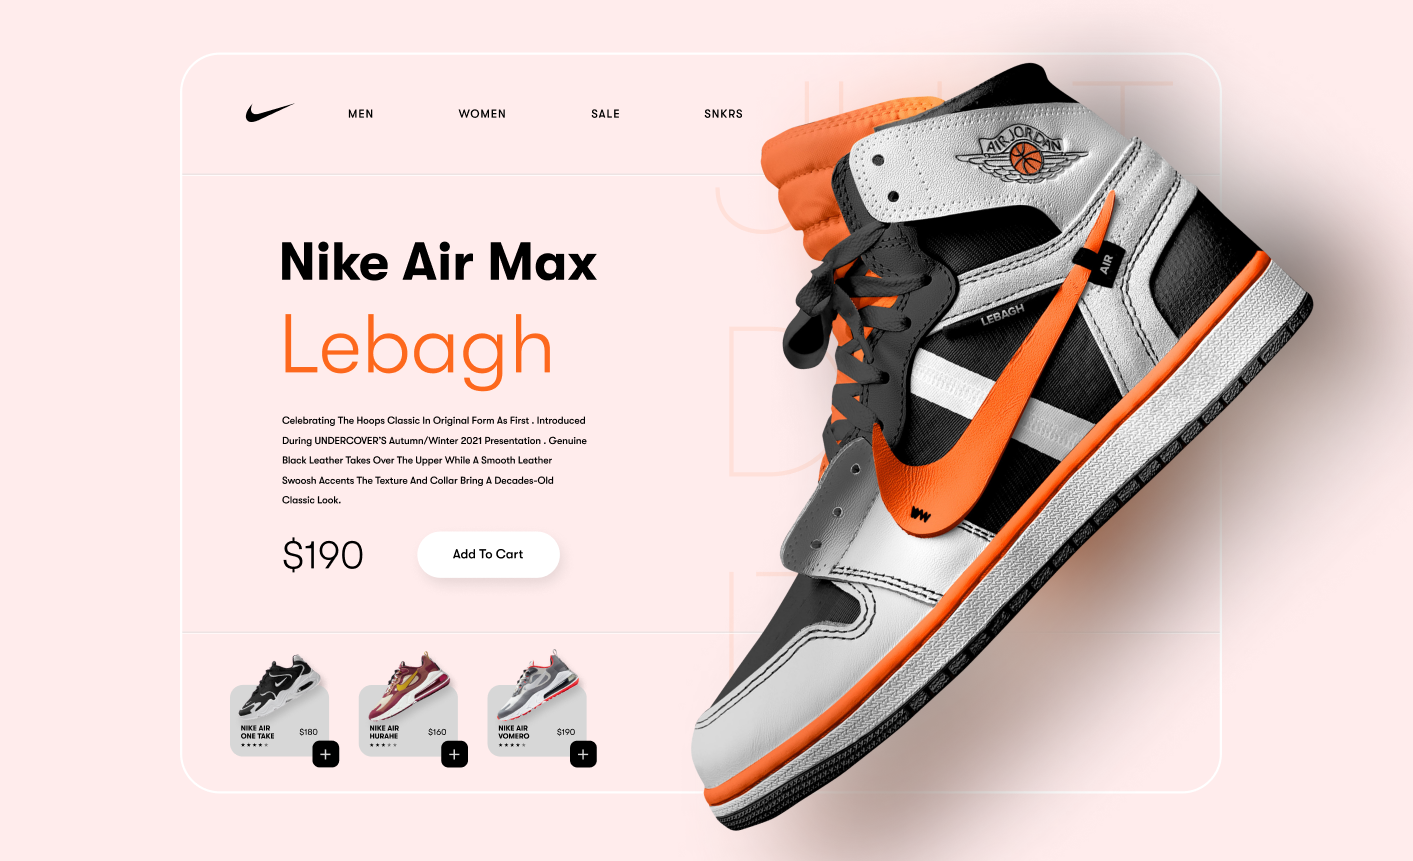 MEN WOMEN SALE SNKRS
Nike Air Max
Lebagh
Celebrating The Hoops Classic In Original Form As First . Introduced
During UNDERCOVER'S Autumn/Winter 2021 Presentation . Genuine
Black Leather Takes Over The Upper While A Smooth Leather
Swoosh Accents The Texture And Collar Bring A Decades-Old
Classic Look.
$190 Add To Cart
NIKE AIR
ONE TAKE
$180
+
NIKE AIR
HURAHE
$160
+
NIKE AIR
VOMERO
$190
+
AIR JORDAN
AIR
LEBAGH